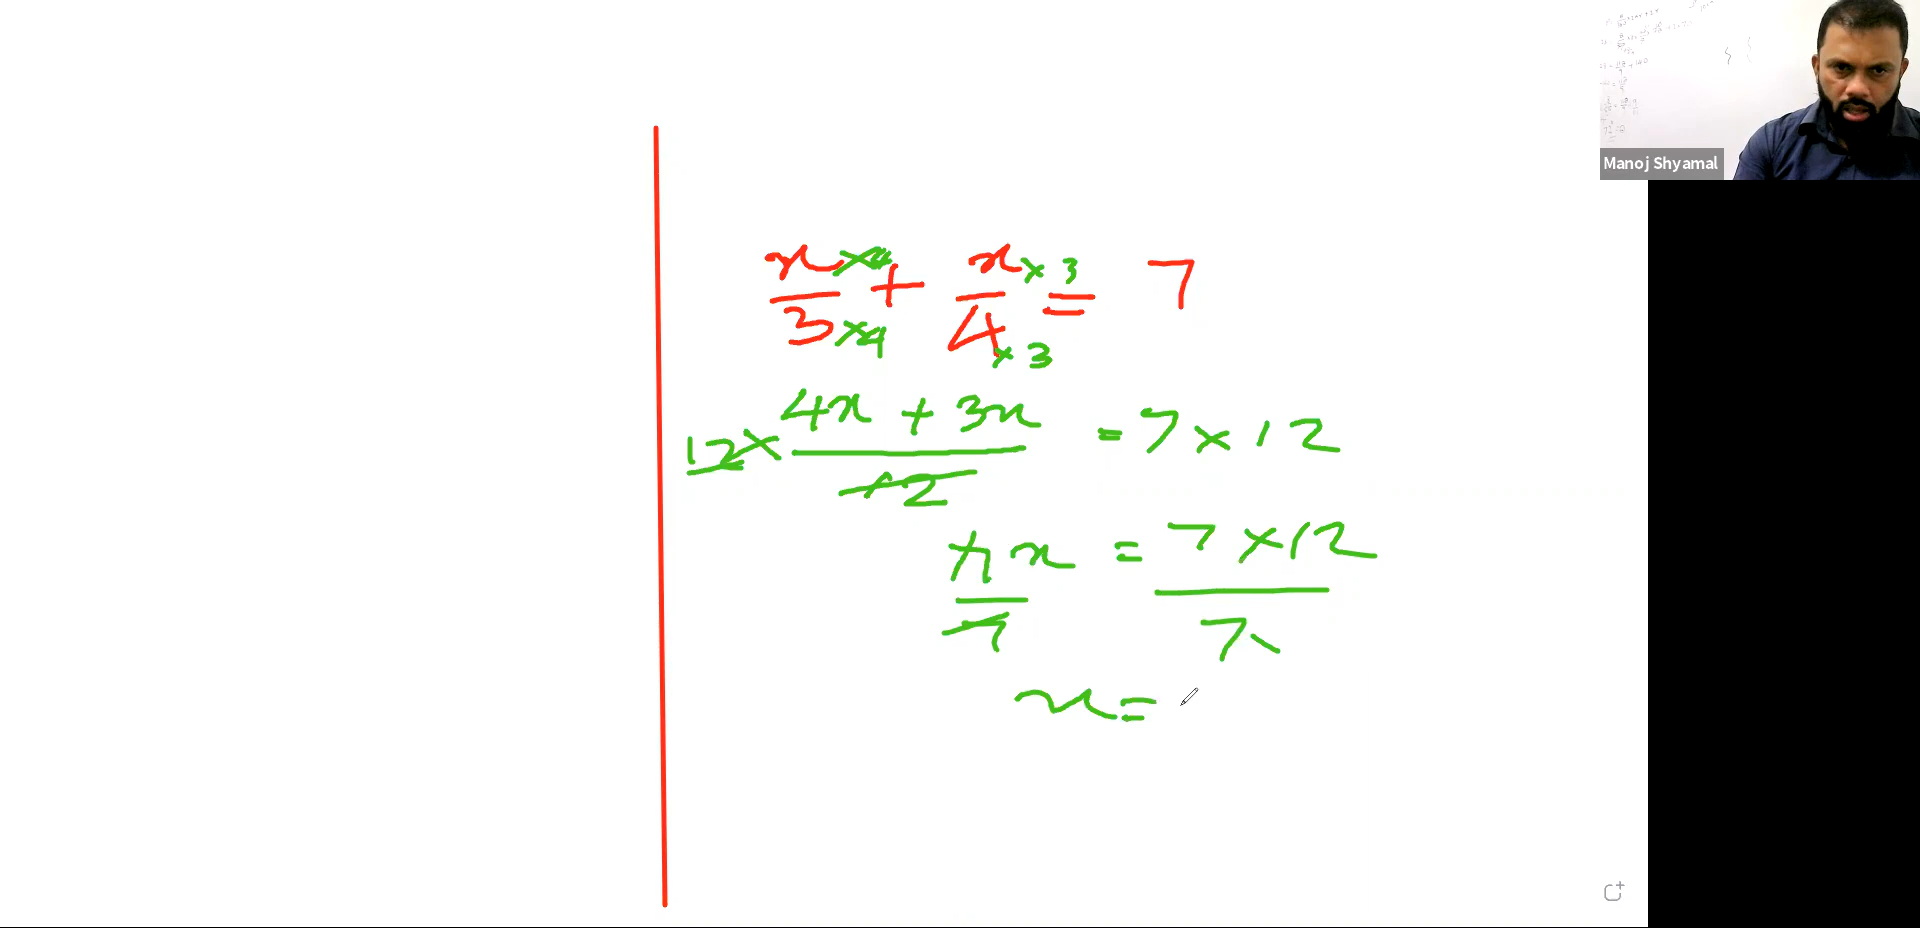 Manoj Shyamal
x×4/3×4 + x×3/4×3 = 7
12 × (4x + 3x)/12 = 7 × 12
7x/7 = 7 × 12/7
x =